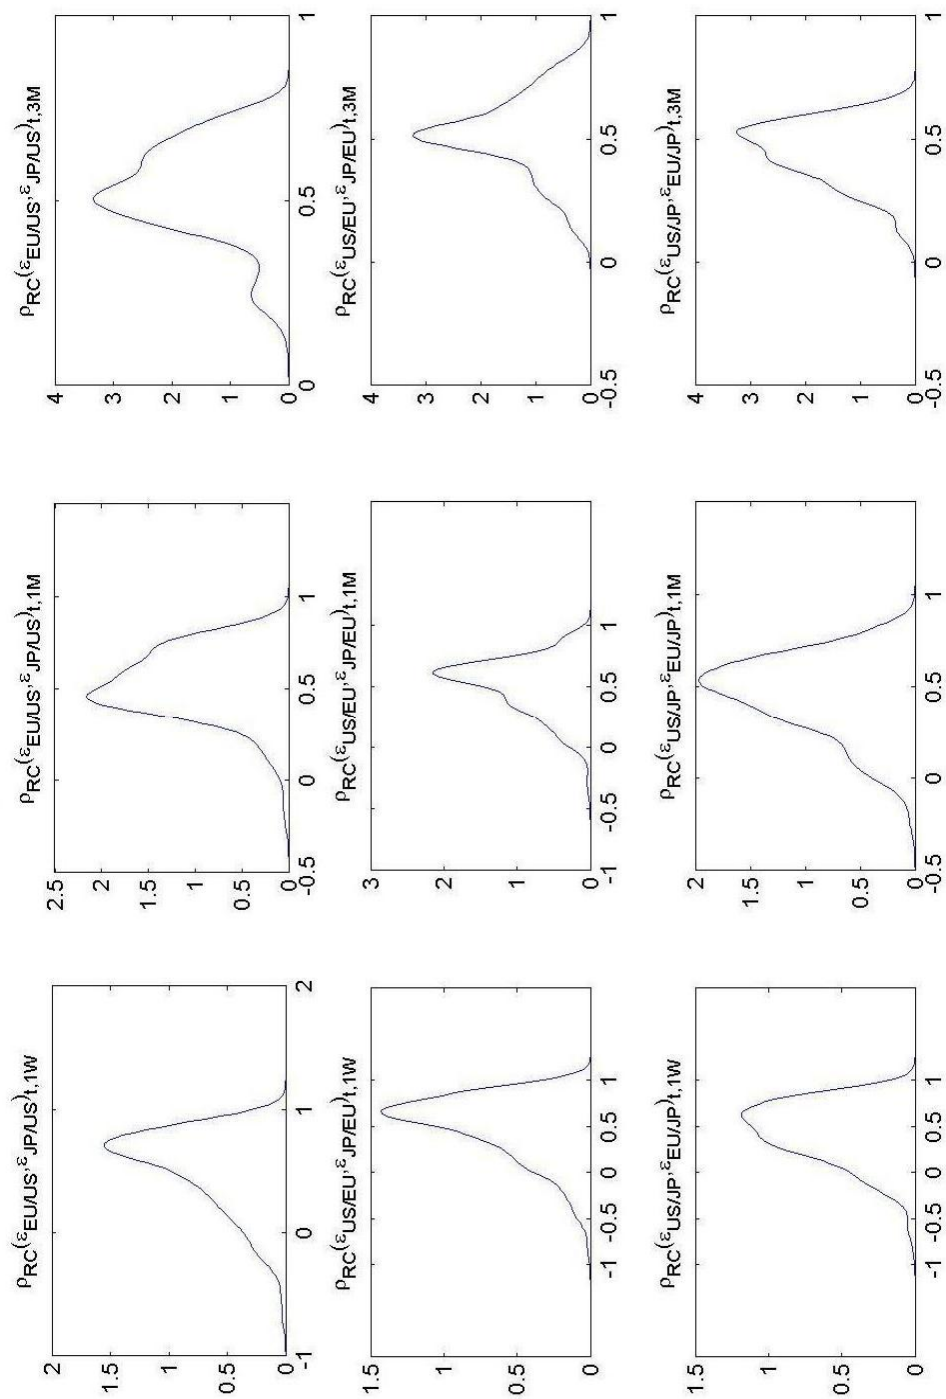 ρRC(εEU/US,εJP/US)t,1W
2
1.5
1
0.5
0
-1 0 1 2
ρRC(εEU/US,εJP/US)t,1M
2.5
2
1.5
1
0.5
0
-0.5 0 0.5 1
ρRC(εEU/US,εJP/US)t,3M
4
3
2
1
0
0 0.5 1
ρRC(εUS/EU,εJP/EU)t,1W
1.5
1
0.5
0
-1 -0.5 0 0.5 1
ρRC(εUS/EU,εJP/EU)t,1M
3
2
1
0
-1 -0.5 0 0.5 1
ρRC(εUS/EU,εJP/EU)t,3M
4
3
2
1
0
-0.5 0 0.5 1
ρRC(εUS/JP,εEU/JP)t,1W
1.5
1
0.5
0
-1 -0.5 0 0.5 1
ρRC(εUS/JP,εEU/JP)t,1M
2
1.5
1
0.5
0
-0.5 0 0.5 1
ρRC(εUS/JP,εEU/JP)t,3M
4
3
2
1
0
-0.5 0 0.5 1